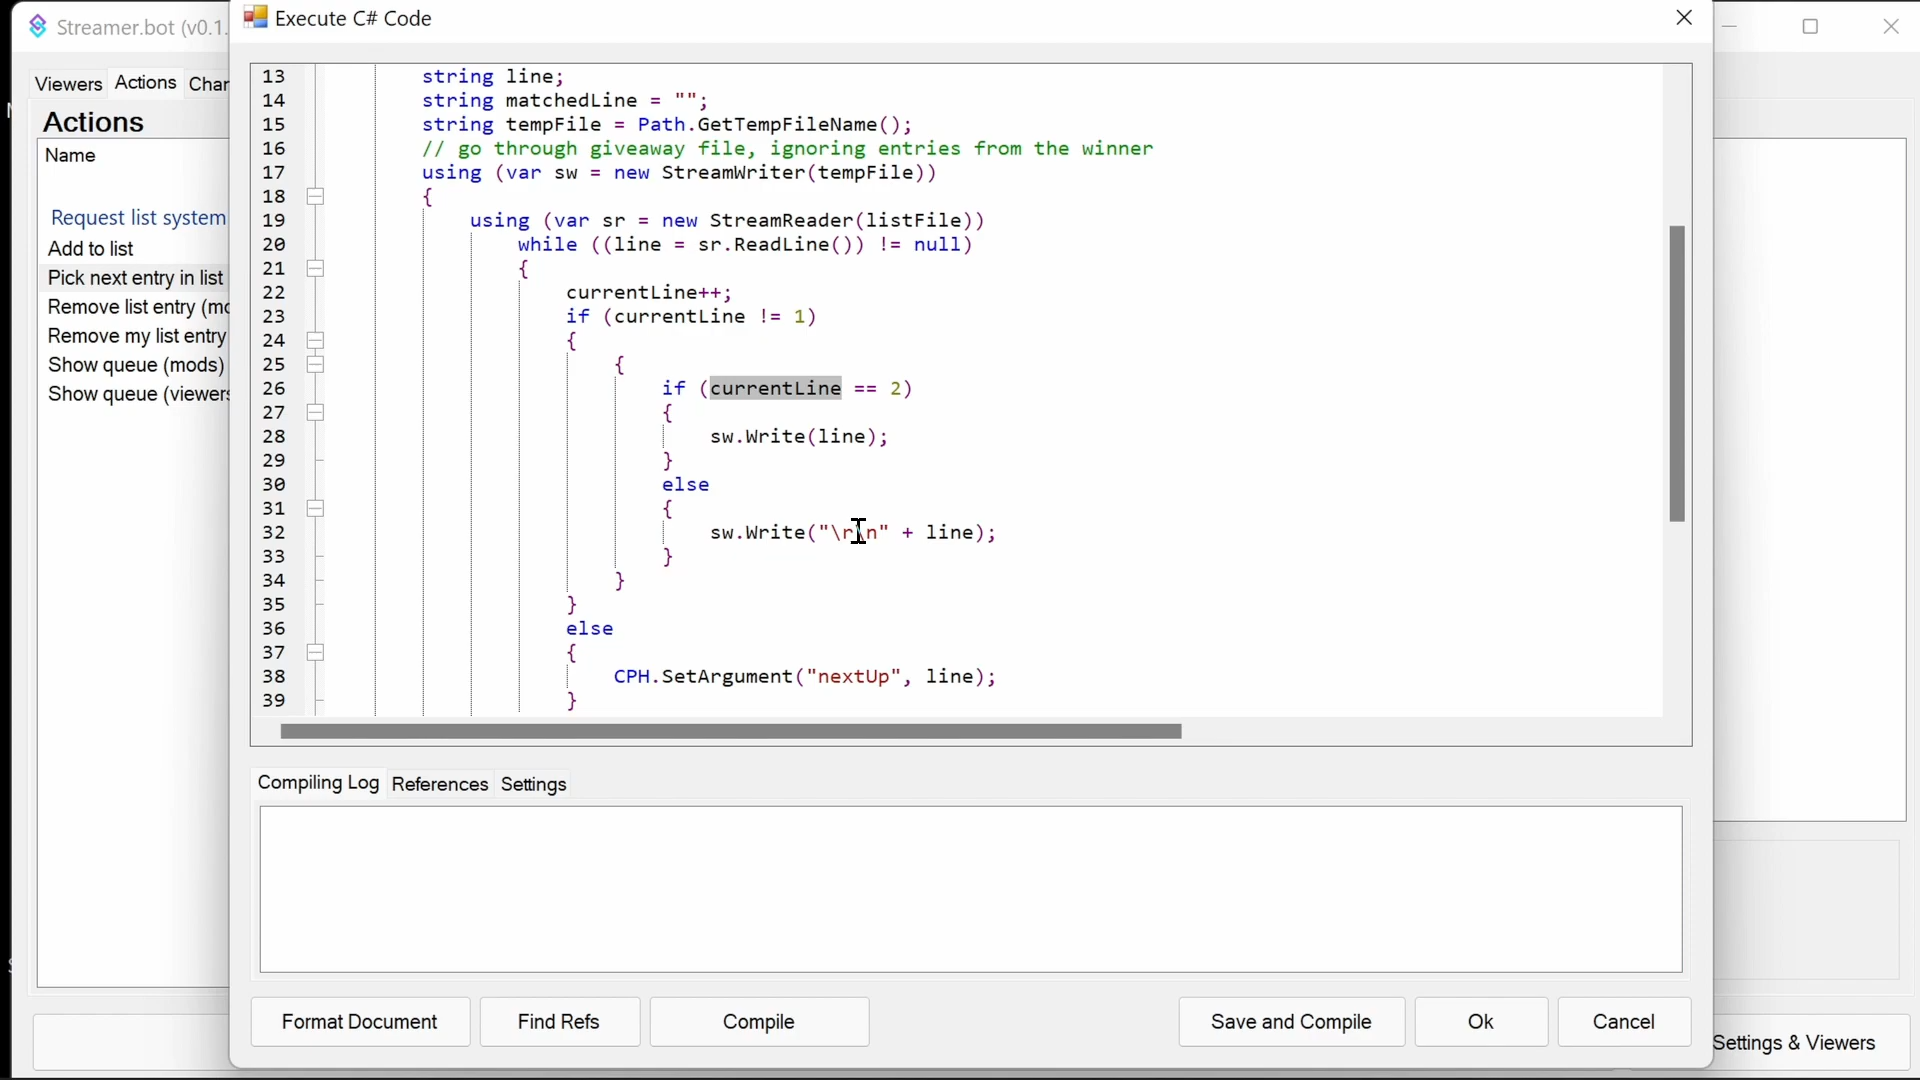 Streamer.bot (v0.1.
Execute C# Code
Viewers Actions Char
Actions
Name
Request list system
Add to list
Pick next entry in list
Remove list entry (mo
Remove my list entry
Show queue (mods)
Show queue (viewers
13 string line;
14 string matchedLine = "";
15 string tempFile = Path.GetTempFileName();
16 // go through giveaway file, ignoring entries from the winner
17 using (var sw = new StreamWriter(tempFile))
18 {
19 using (var sr = new StreamReader(listFile))
20 while ((line = sr.ReadLine()) != null)
21 {
22 currentLine++;
23 if (currentLine != 1)
24 {
25 {
26 if (currentLine == 2)
27 {
28 sw.Write(line);
29 }
30 else
31 {
32 sw.Write("\r\n" + line);
33 }
34 }
35 }
36 else
37 {
38 CPH.SetArgument("nextUp", line);
39 }
Compiling Log References Settings
Format Document Find Refs Compile Save and Compile Ok Cancel
Settings & Viewers